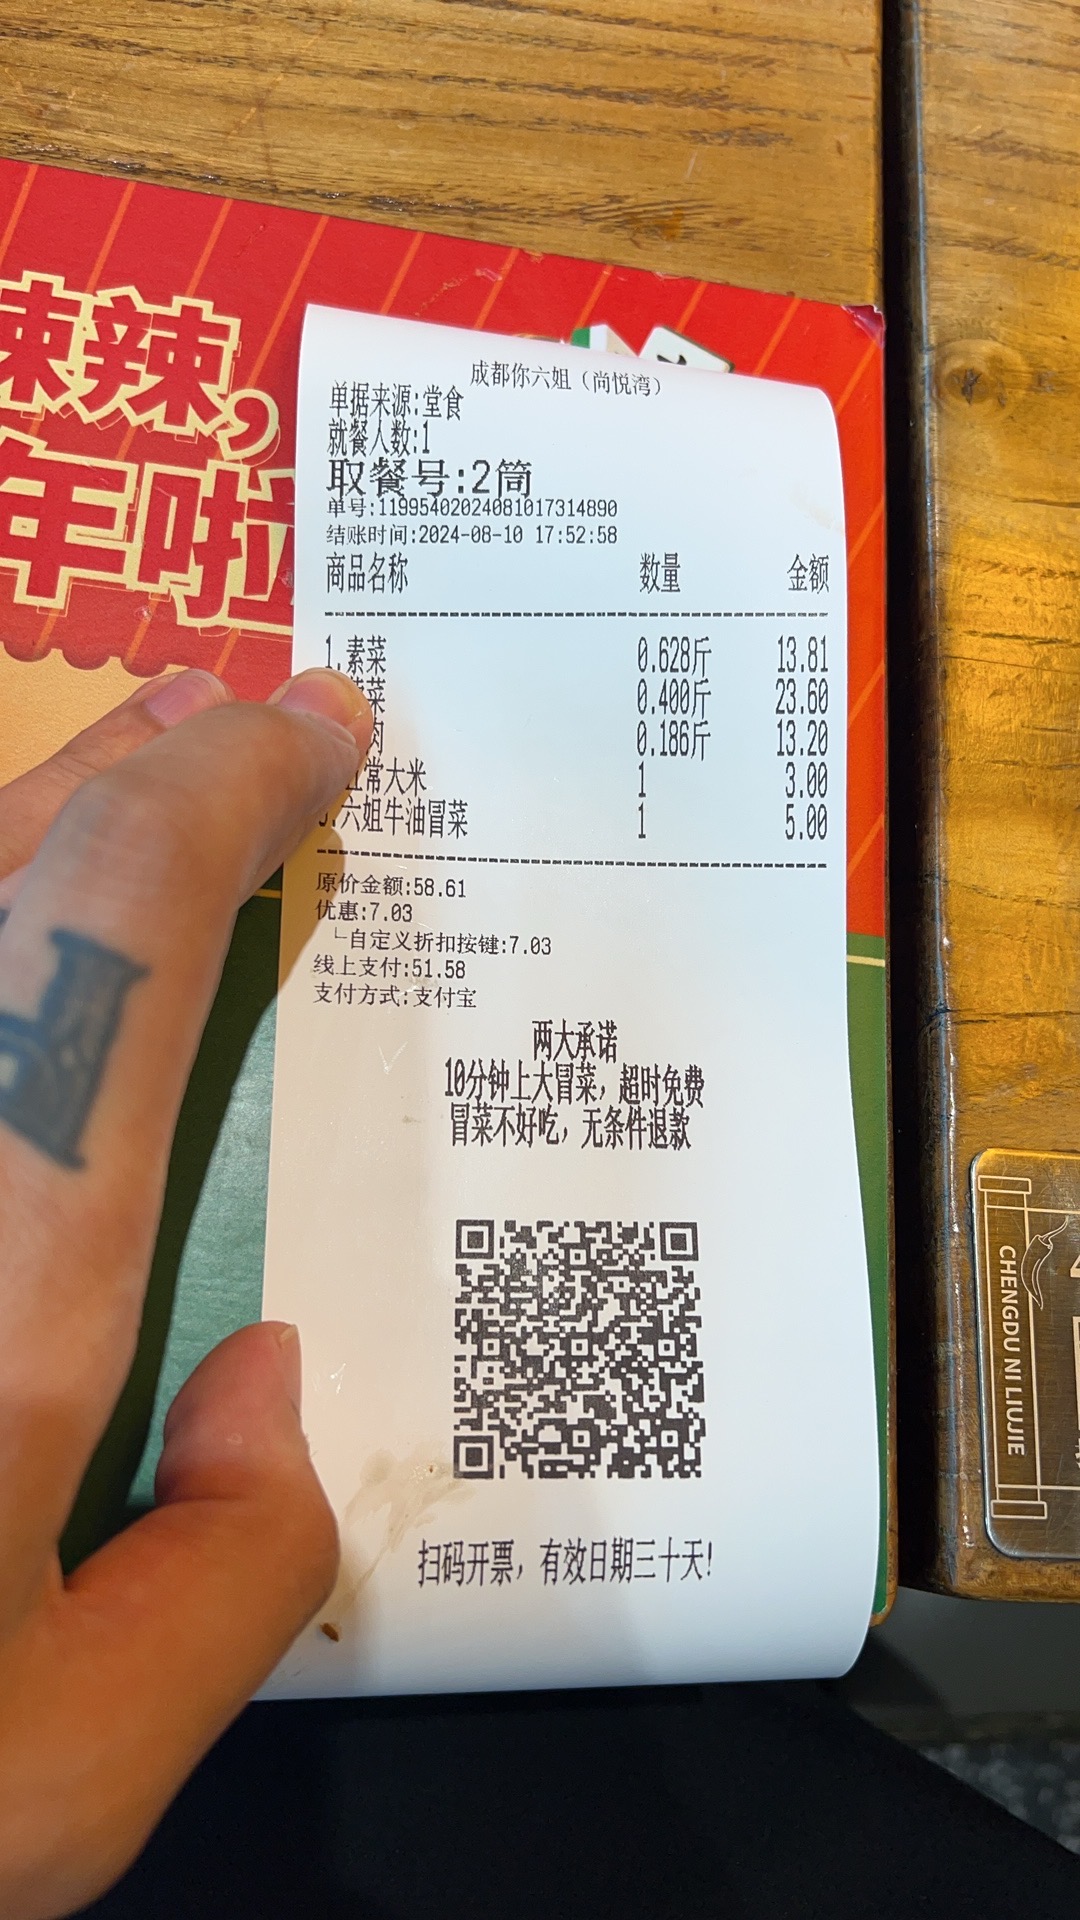 辣辣,
年啦
成都你六姐（尚悦湾）
单据来源:堂食
就餐人数:1
取餐号:2筒
单号:11995402024081017314890
结账时间:2024-08-10 17:52:58
商品名称 数量 金额
1.素菜 0.628斤 13.81
菜 0.400斤 23.60
肉 0.186斤 13.20
常大米 1 3.00
六姐牛油冒菜 1 5.00
原价金额:58.61
优惠:7.03
└自定义折扣按键:7.03
线上支付:51.58
支付方式:支付宝
两大承诺
10分钟上大冒菜，超时免费
冒菜不好吃，无条件退款
扫码开票，有效日期三十天!
CHENGDU NI LIUJIE